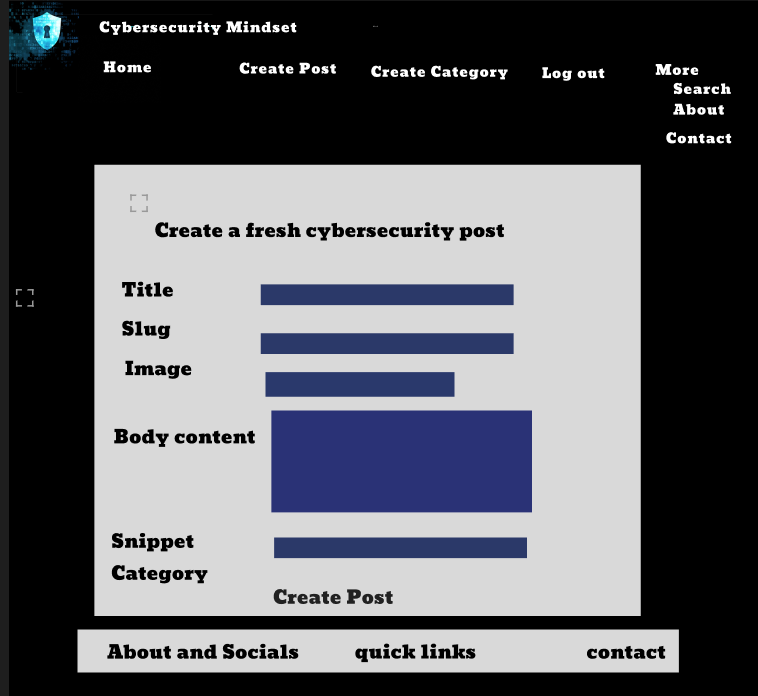 Cybersecurity Mindset
Home Create Post Create Category Log out More
Search
About
Contact
Create a fresh cybersecurity post
Title
Slug
Image
Body content
Snippet
Category
Create Post
About and Socials quick links contact